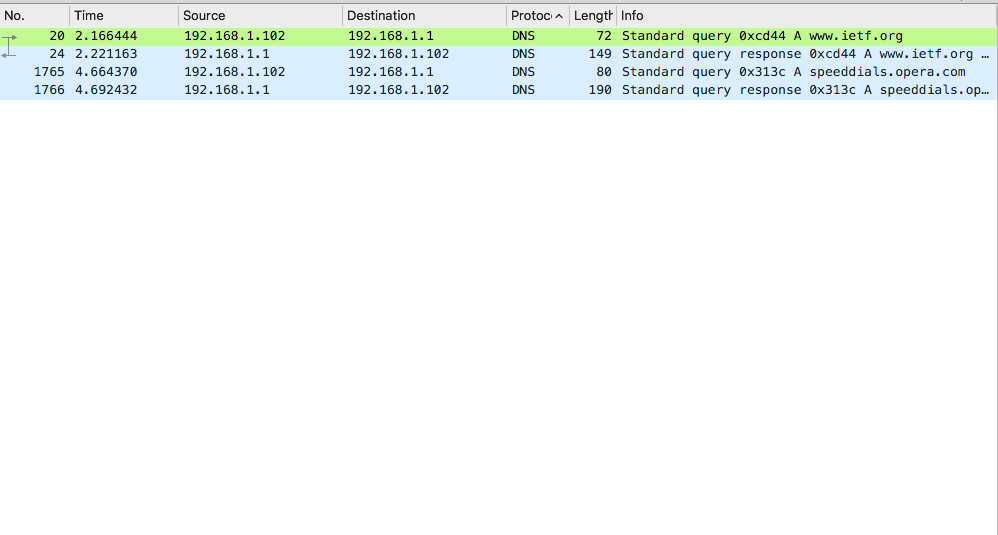 No. Time Source Destination Protoc Length Info
20 2.166444 192.168.1.102 192.168.1.1 DNS 72 Standard query 0xcd44 A www.ietf.org
24 2.221163 192.168.1.1 192.168.1.102 DNS 149 Standard query response 0xcd44 A www.ietf.org …
1765 4.664370 192.168.1.102 192.168.1.1 DNS 80 Standard query 0x313c A speeddials.opera.com
1766 4.692432 192.168.1.1 192.168.1.102 DNS 190 Standard query response 0x313c A speeddials.op…